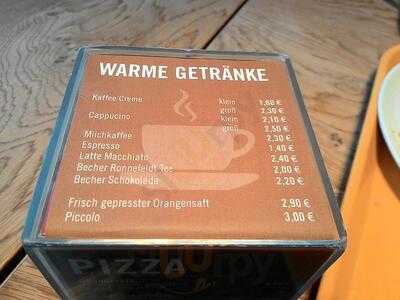 WARME GETRÄNKE
Kaffee Creme klein 1,60 €
groß 2,30 €
Cappucino klein 2,10 €
groß 2,50 €
Milchkaffee 2,30 €
Espresso 1,40 €
Latte Macchiato 2,40 €
Becher Ronnefeldt Tee 2,00 €
Becher Schokolade 2,20 €
Frisch gepresster Orangensaft 2,90 €
Piccolo 3,00 €
PIZZA